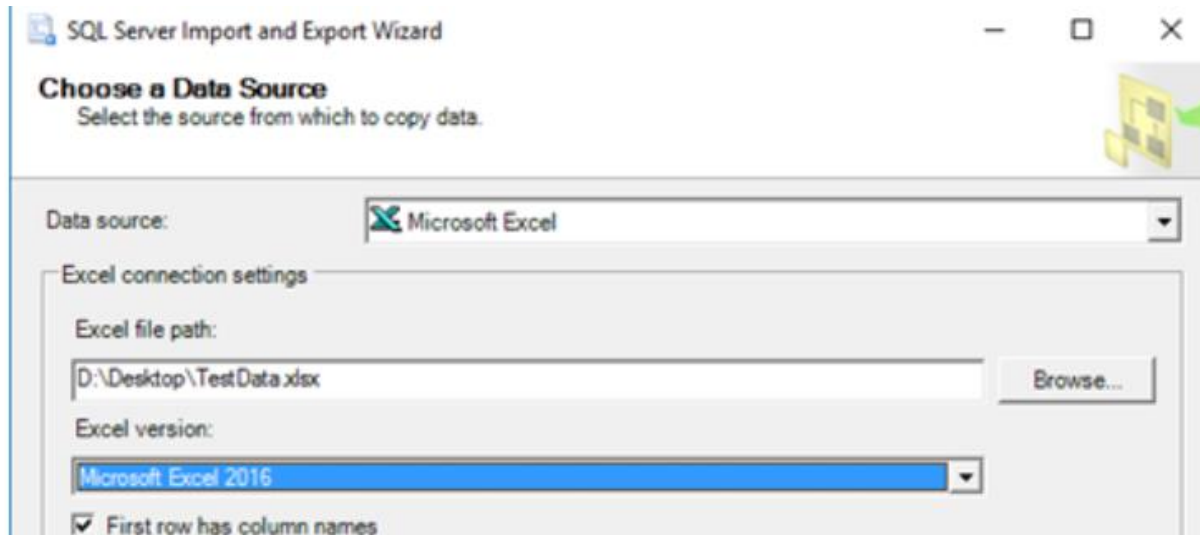 SQL Server Import and Export Wizard
Choose a Data Source
Select the source from which to copy data.
Data source: Microsoft Excel
Excel connection settings
Excel file path:
D:\Desktop\TestData.xlsx Browse...
Excel version:
Microsoft Excel 2016
First row has column names